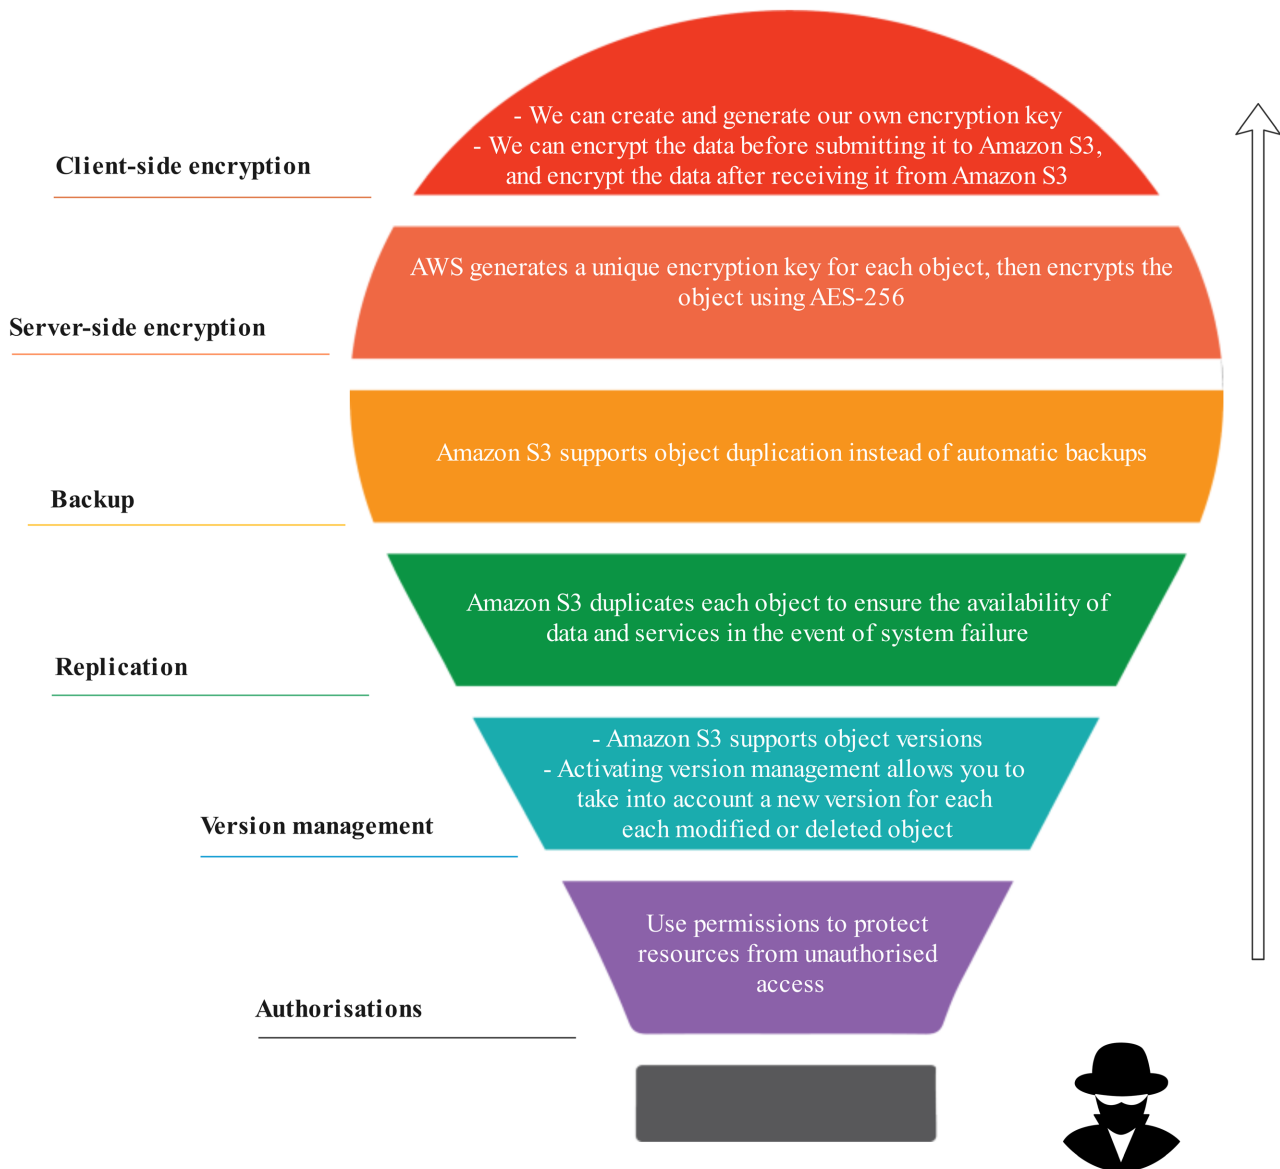 - We can create and generate our own encryption key
- We can encrypt the data before submitting it to Amazon S3,
and encrypt the data after receiving it from Amazon S3
Client-side encryption
AWS generates a unique encryption key for each object, then encrypts the
object using AES-256
Server-side encryption
Amazon S3 supports object duplication instead of automatic backups
Backup
Amazon S3 duplicates each object to ensure the availability of
data and services in the event of system failure
Replication
- Amazon S3 supports object versions
- Activating version management allows you to
take into account a new version for each
each modified or deleted object
Version management
Use permissions to protect
resources from unauthorised
access
Authorisations